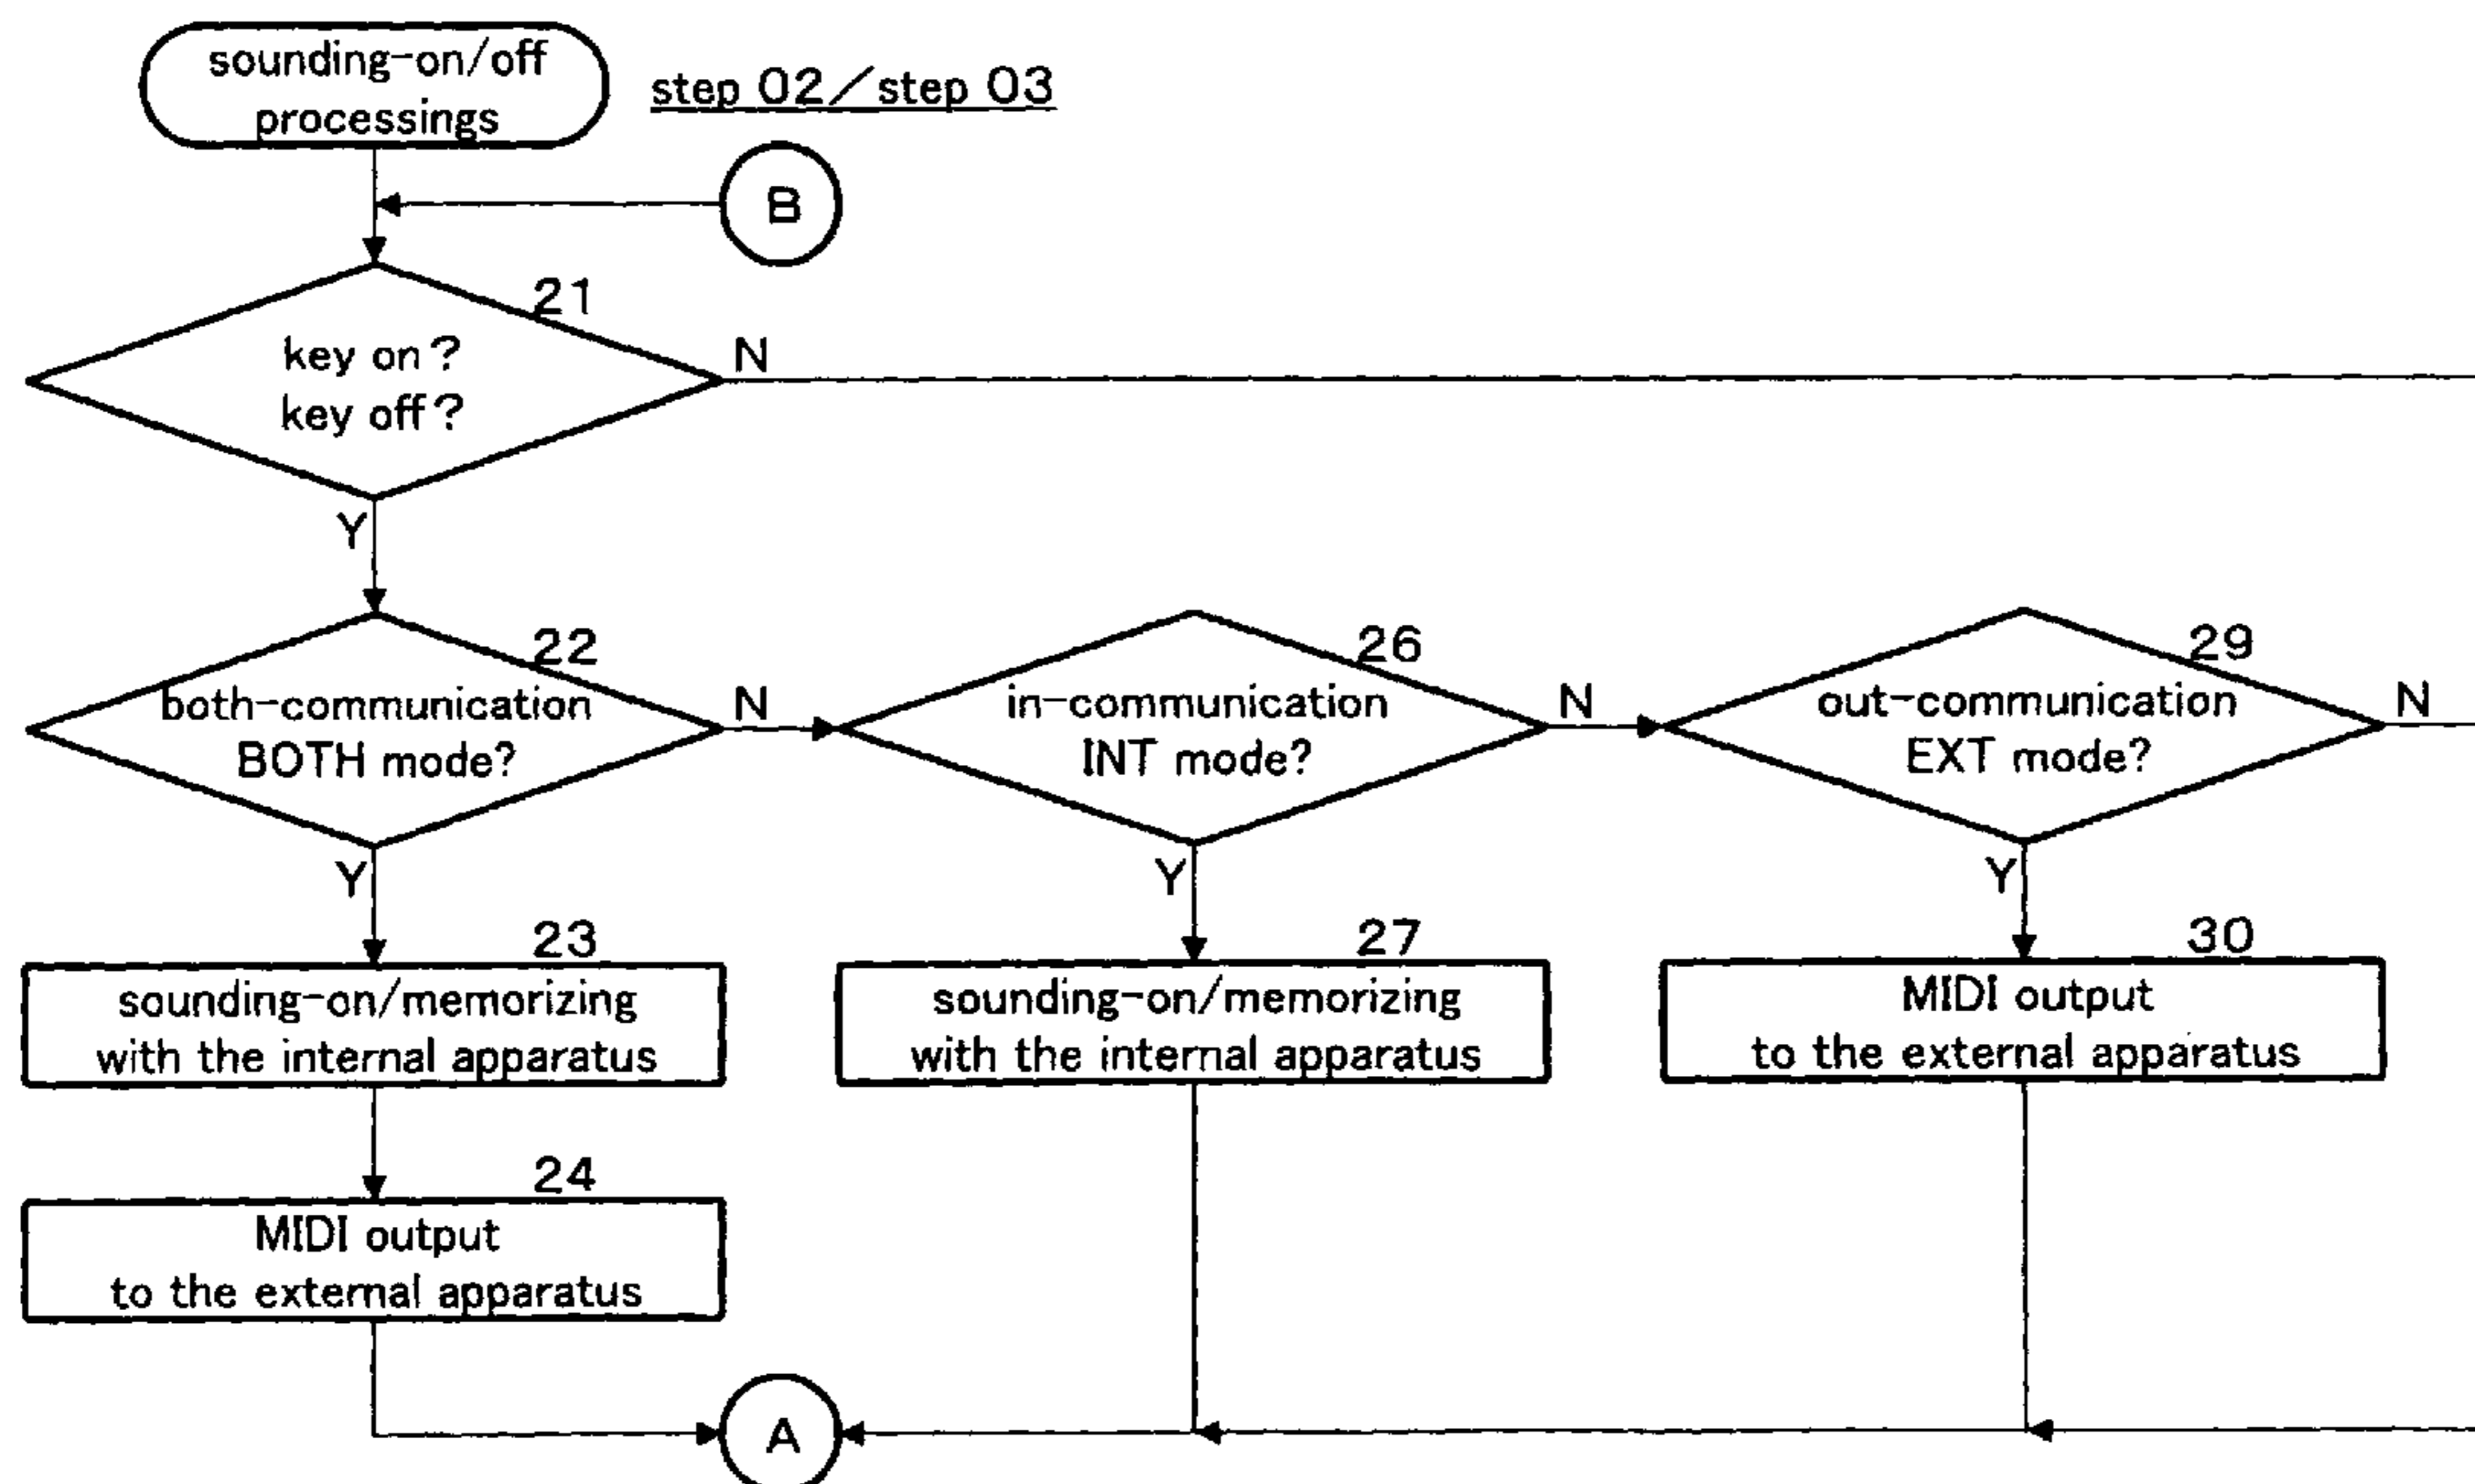 sounding-on/off
processings
step 02／step 03
B
21
key on?
key off?
N
Y
22
both-communication
BOTH mode?
N
Y
26
in-communication
INT mode?
N
Y
29
out-communication
EXT mode?
N
Y
23
sounding-on/memorizing
with the internal apparatus
27
sounding-on/memorizing
with the internal apparatus
30
MIDI output
to the external apparatus
24
MIDI output
to the external apparatus
A